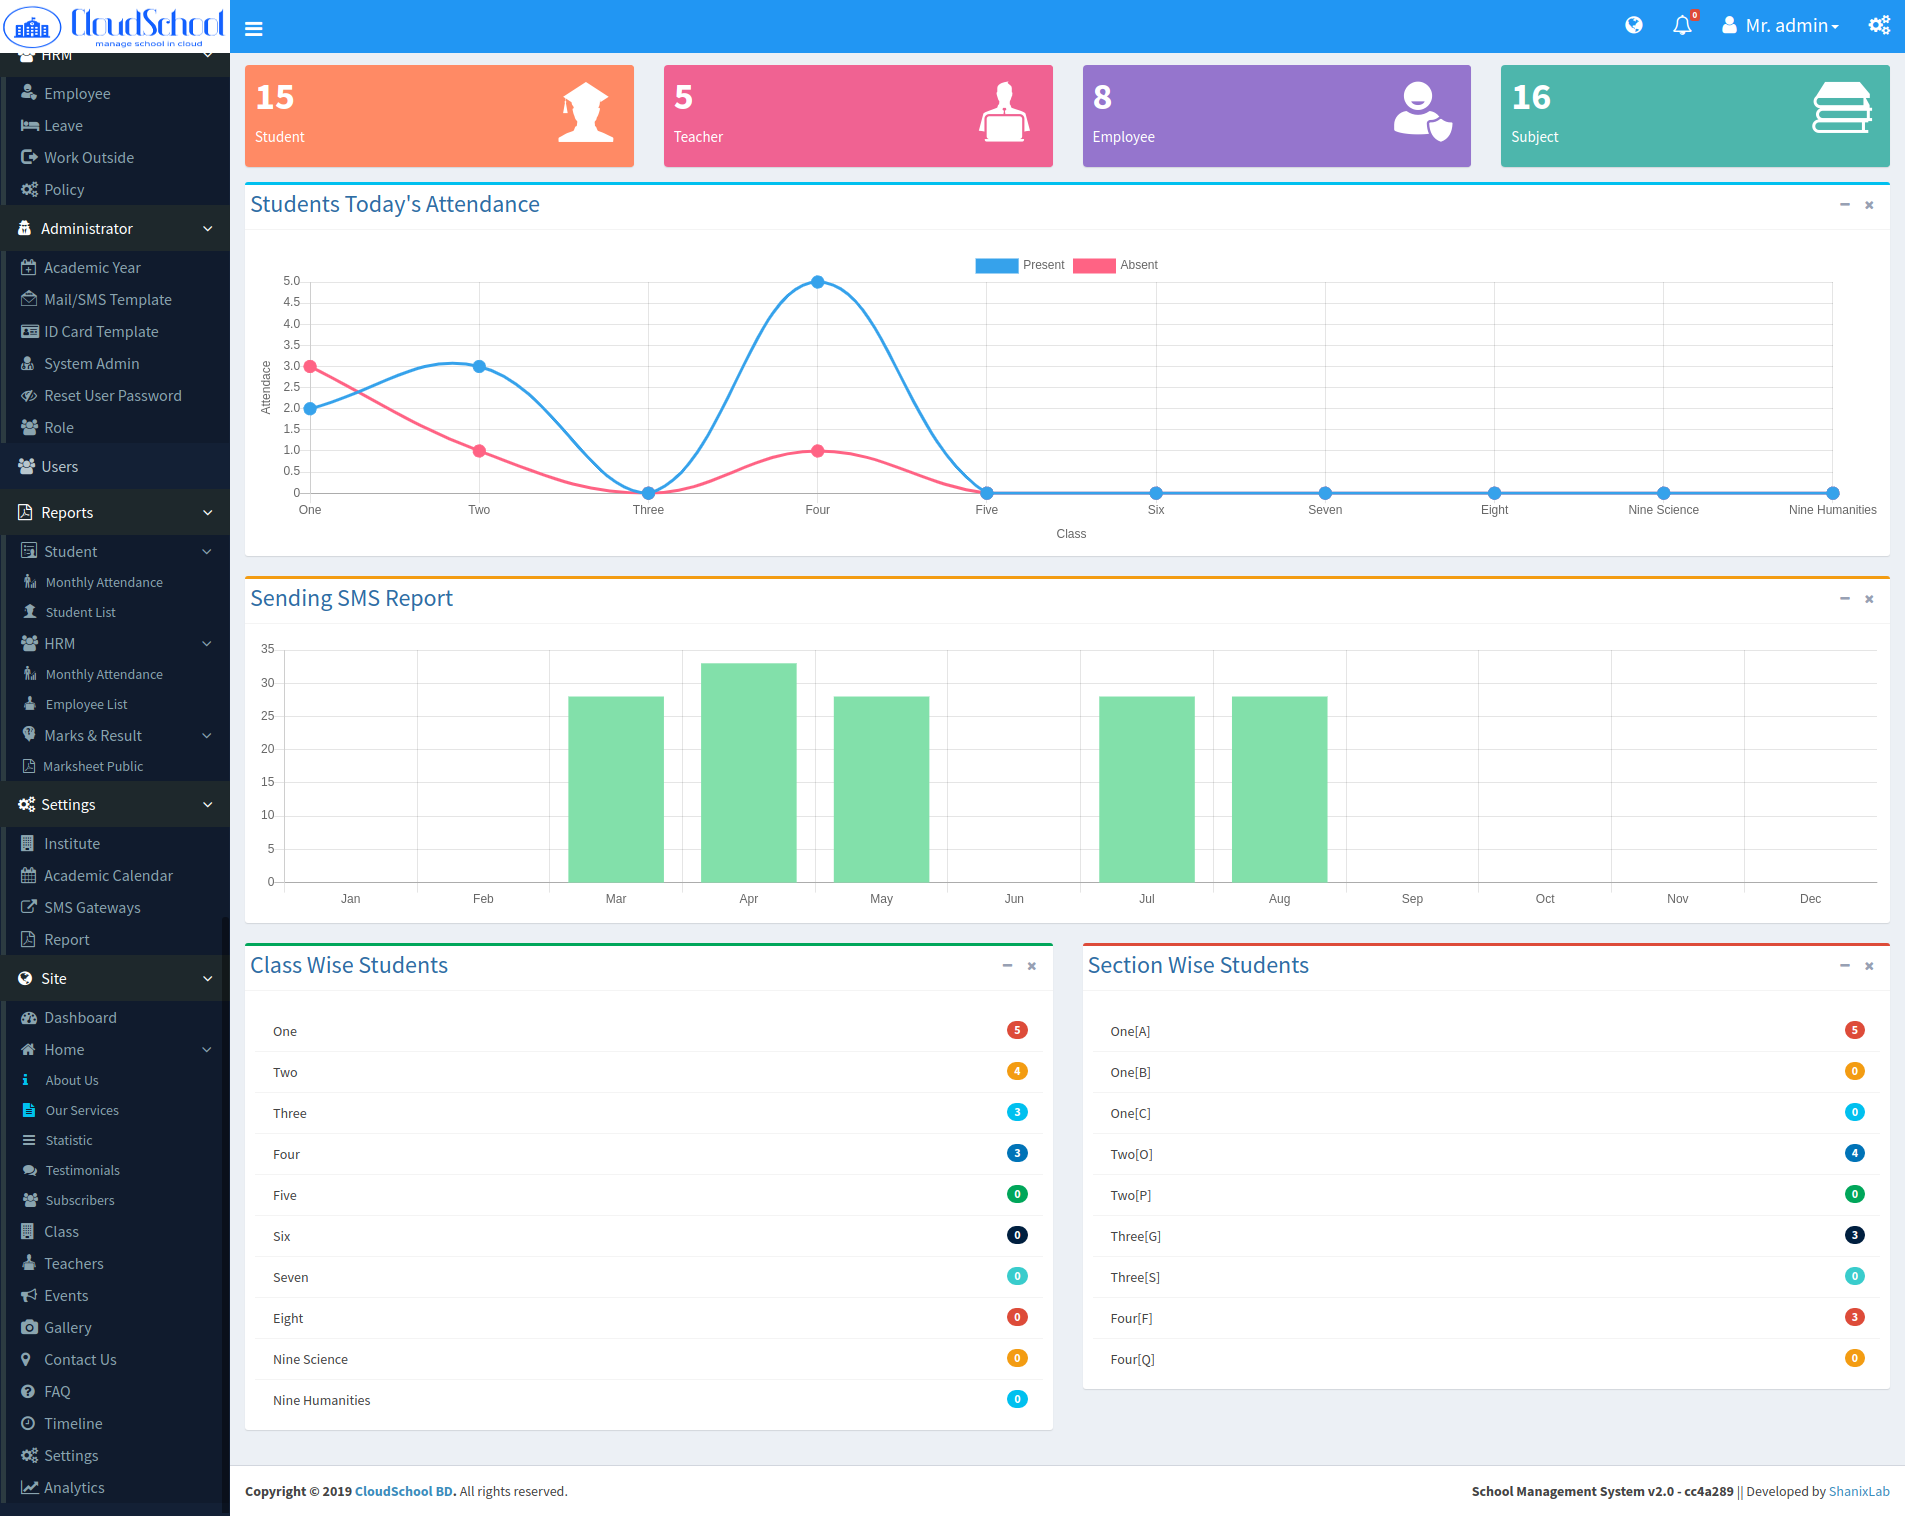 CloudSchool
manage school in cloud
0
Mr. admin
HRM
Employee
Leave
Work Outside
Policy
Administrator
Academic Year
Mail/SMS Template
ID Card Template
System Admin
Reset User Password
Role
Users
Reports
Student
Monthly Attendance
Student List
HRM
Monthly Attendance
Employee List
Marks & Result
Marksheet Public
Settings
Institute
Academic Calendar
SMS Gateways
Report
Site
Dashboard
Home
About Us
Our Services
Statistic
Testimonials
Subscribers
Class
Teachers
Events
Gallery
Contact Us
FAQ
Timeline
Settings
Analytics
15
Student
5
Teacher
8
Employee
16
Subject
Students Today's Attendance
Present Absent
5.0
4.5
4.0
3.5
3.0
2.5
2.0
1.5
1.0
0.5
0
Attendace
One Two Three Four Five Six Seven Eight Nine Science Nine Humanities
Class
Sending SMS Report
35
30
25
20
15
10
5
0
Jan Feb Mar Apr May Jun Jul Aug Sep Oct Nov Dec
Class Wise Students
One 5
Two 4
Three 3
Four 3
Five 0
Six 0
Seven 0
Eight 0
Nine Science 0
Nine Humanities 0
Section Wise Students
One[A] 5
One[B] 0
One[C] 0
Two[O] 4
Two[P] 0
Three[G] 3
Three[S] 0
Four[F] 3
Four[Q] 0
Copyright © 2019 CloudSchool BD. All rights reserved.
School Management System v2.0 - cc4a289 || Developed by ShanixLab